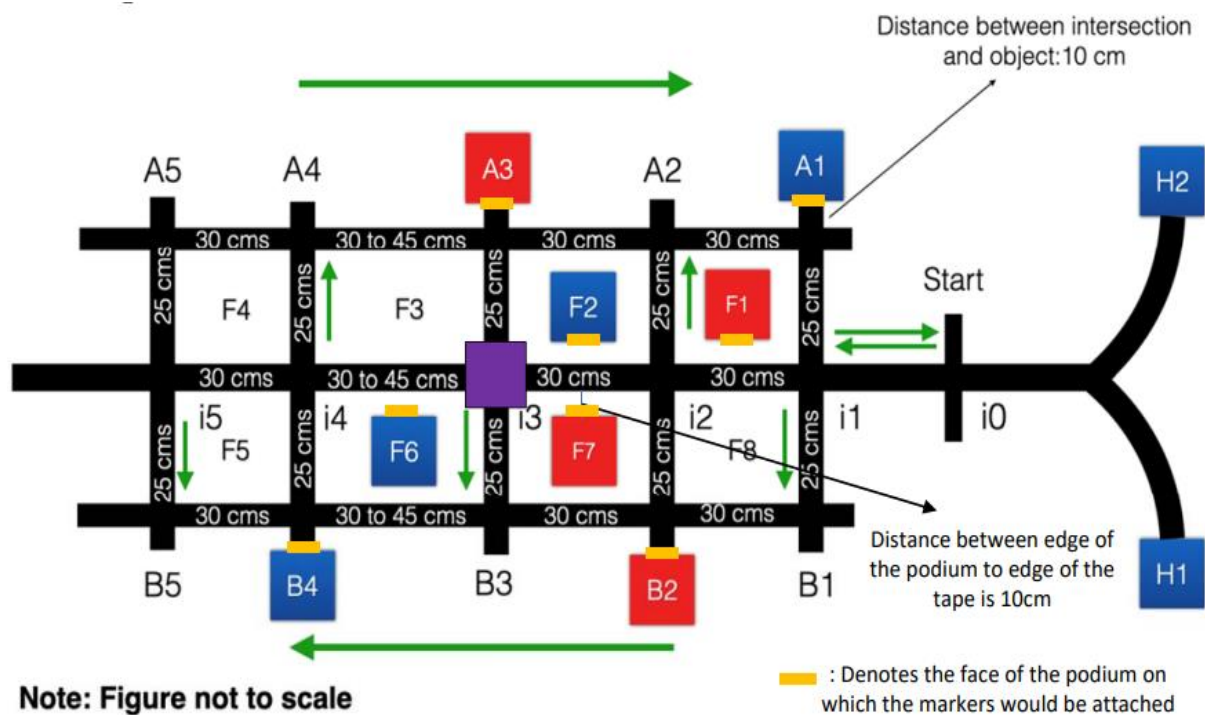 Distance between intersection
and object:10 cm
A5
A4
A3
A2
A1
H2
30 cms
30 to 45 cms
30 cms
30 cms
25 cms
25 cms
25 cms
25 cms
25 cms
F4
F3
F2
F1
Start
30 cms
30 to 45 cms
30 cms
30 cms
i5
i4
i3
i2
i1
i0
25 cms
25 cms
25 cms
25 cms
25 cms
F5
F6
F7
F8
30 cms
30 to 45 cms
30 cms
30 cms
Distance between edge of
the podium to edge of the
tape is 10cm
B5
B4
B3
B2
B1
H1
Note: Figure not to scale
: Denotes the face of the podium on
which the markers would be attached